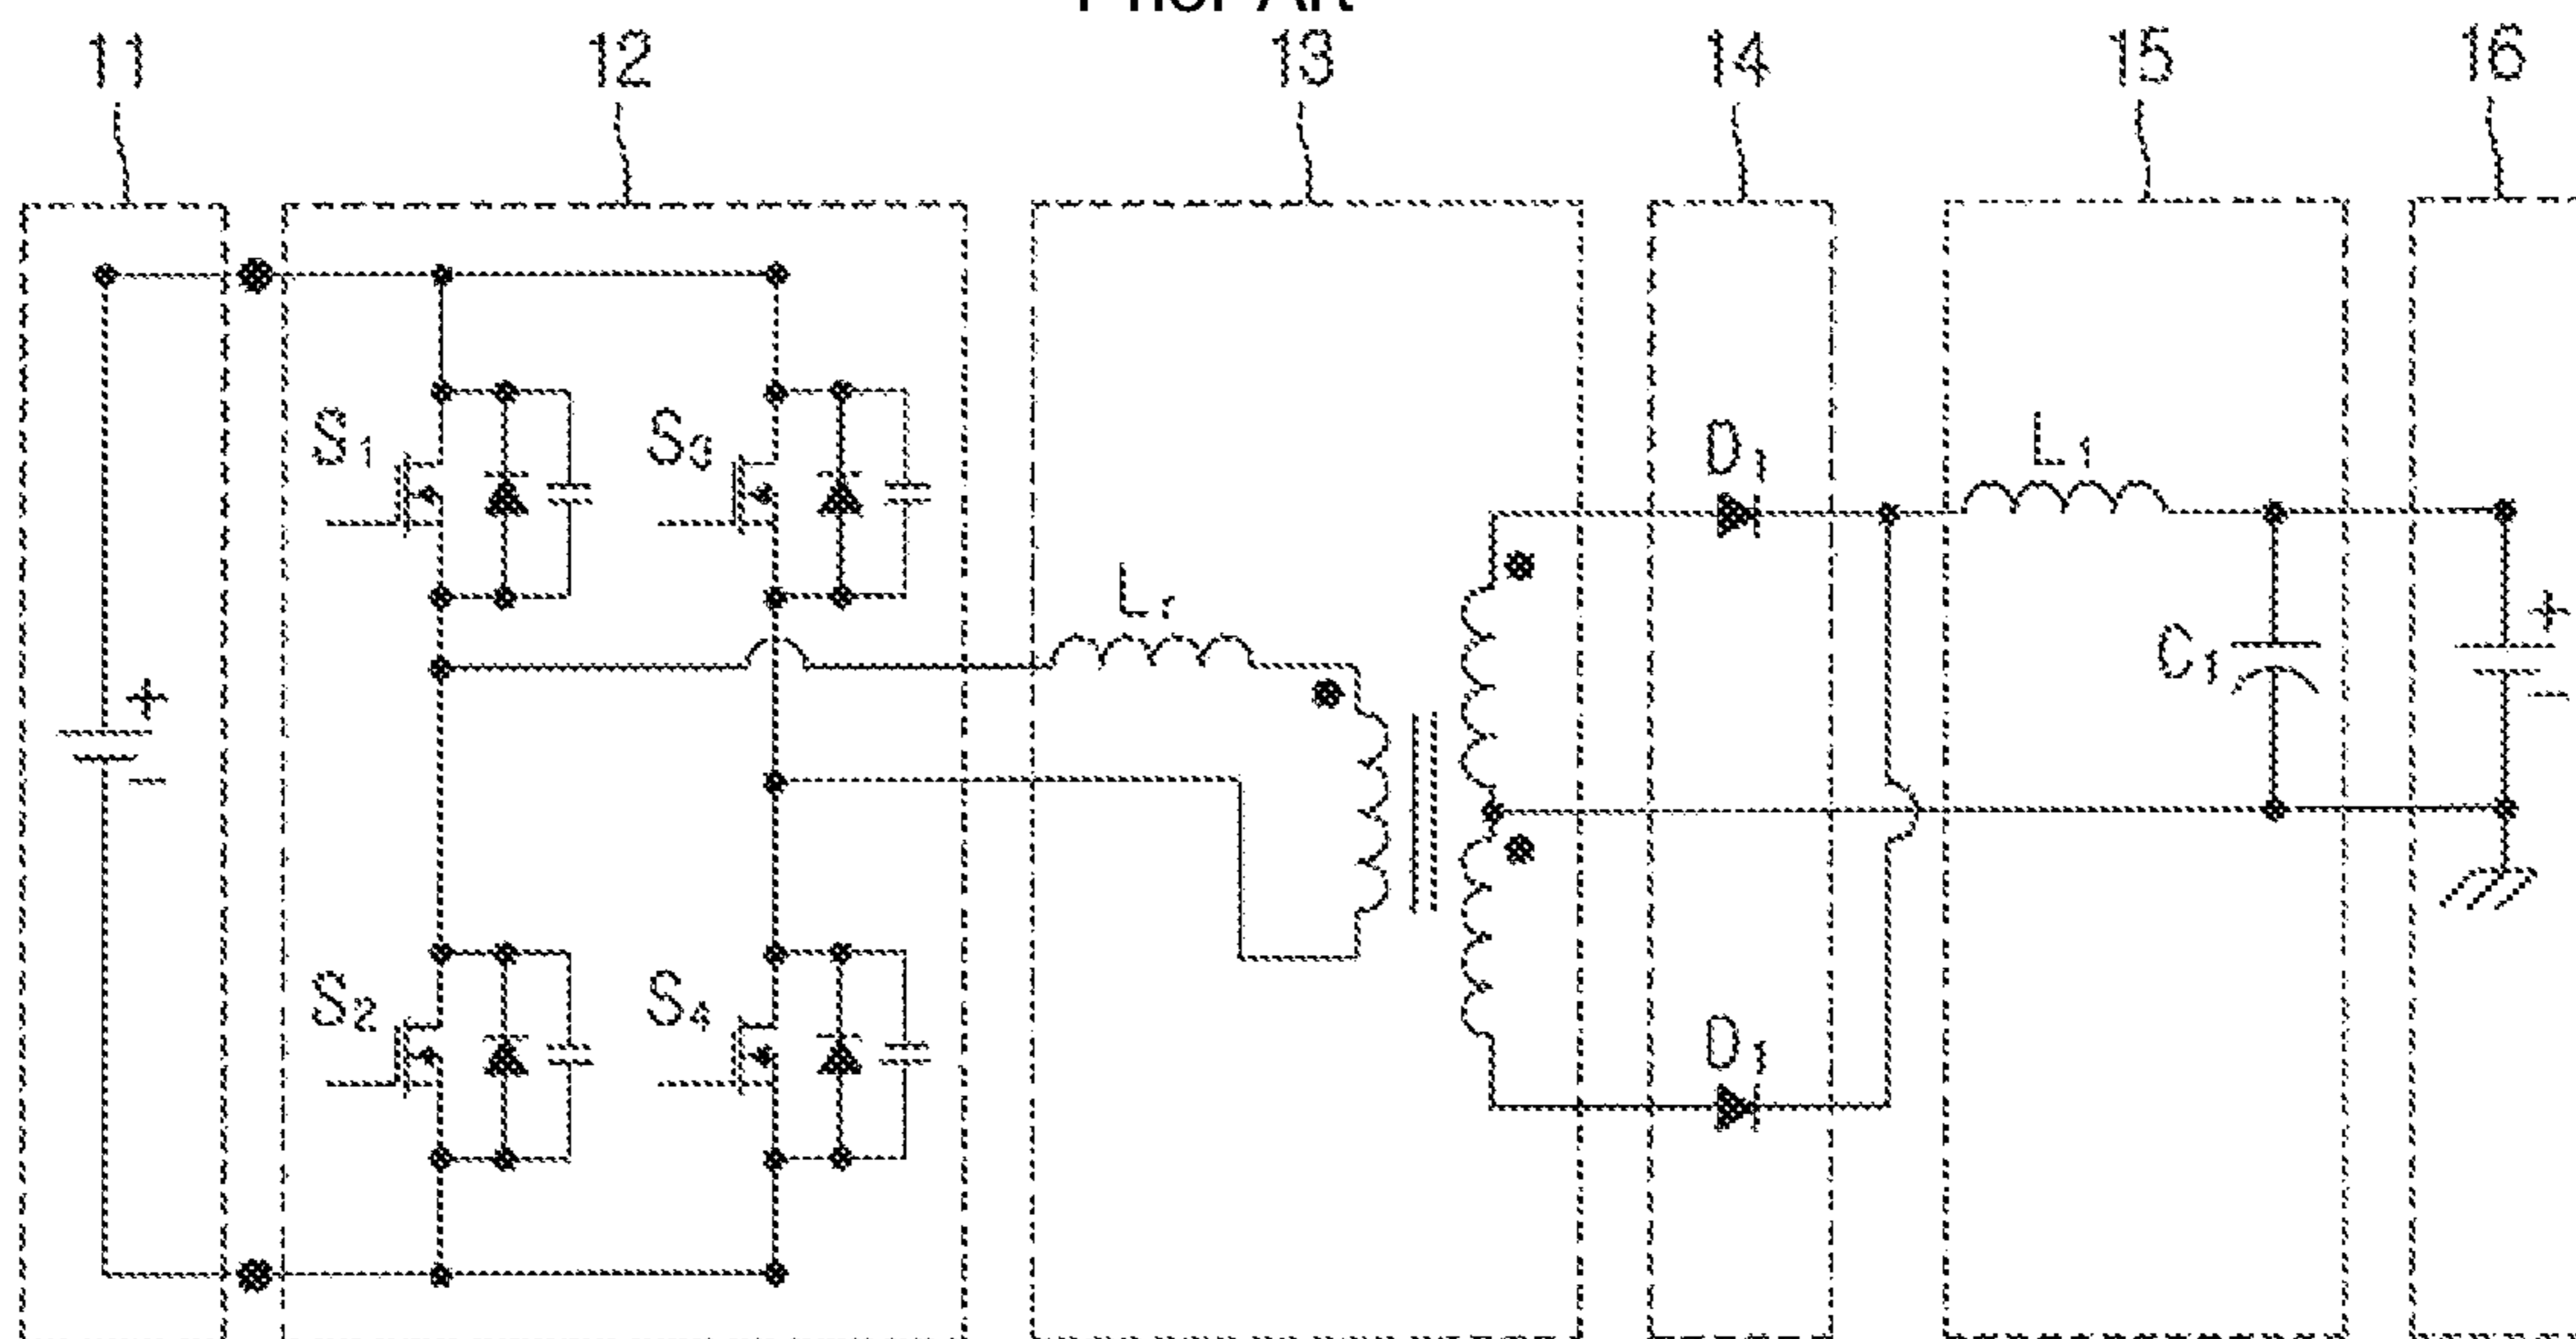 Prior Art
11 12 13 14 15 16
S1 S3 D1 L1
Lr
+
C1
+
−
−
S2 S4 D1